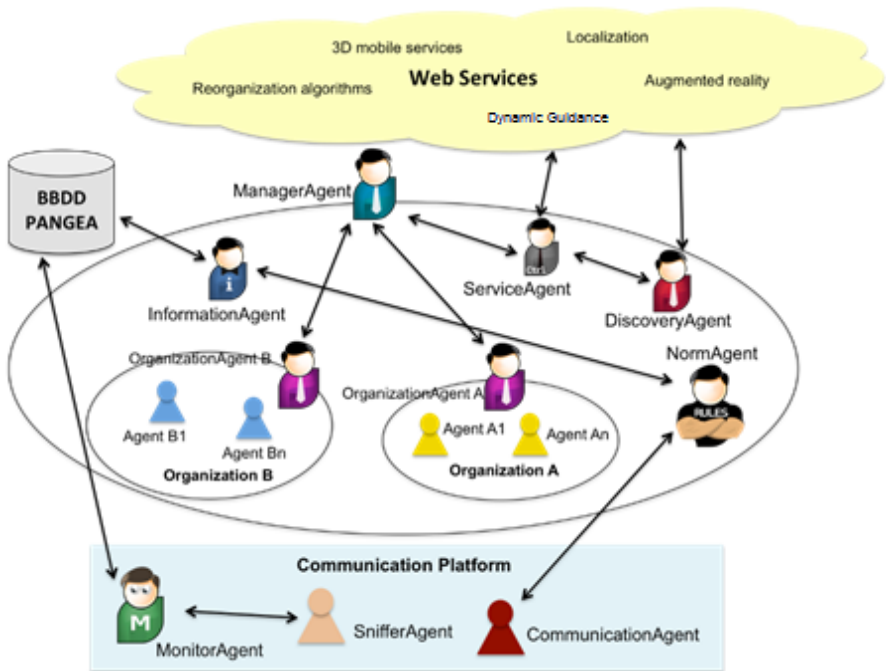 3D mobile services
Localization
Reorganization algorithms
Web Services
Augmented reality
Dynamic Guidance
BBDD
PANGEA
ManagerAgent
i
InformationAgent
Ctrl
ServiceAgent
DiscoveryAgent
NormAgent
RULES
OrganizationAgent B
Agent B1
Agent Bn
Organization B
OrganizationAgent A
Agent A1
Agent An
Organization A
Communication Platform
M
MonitorAgent
SnifferAgent
CommunicationAgent